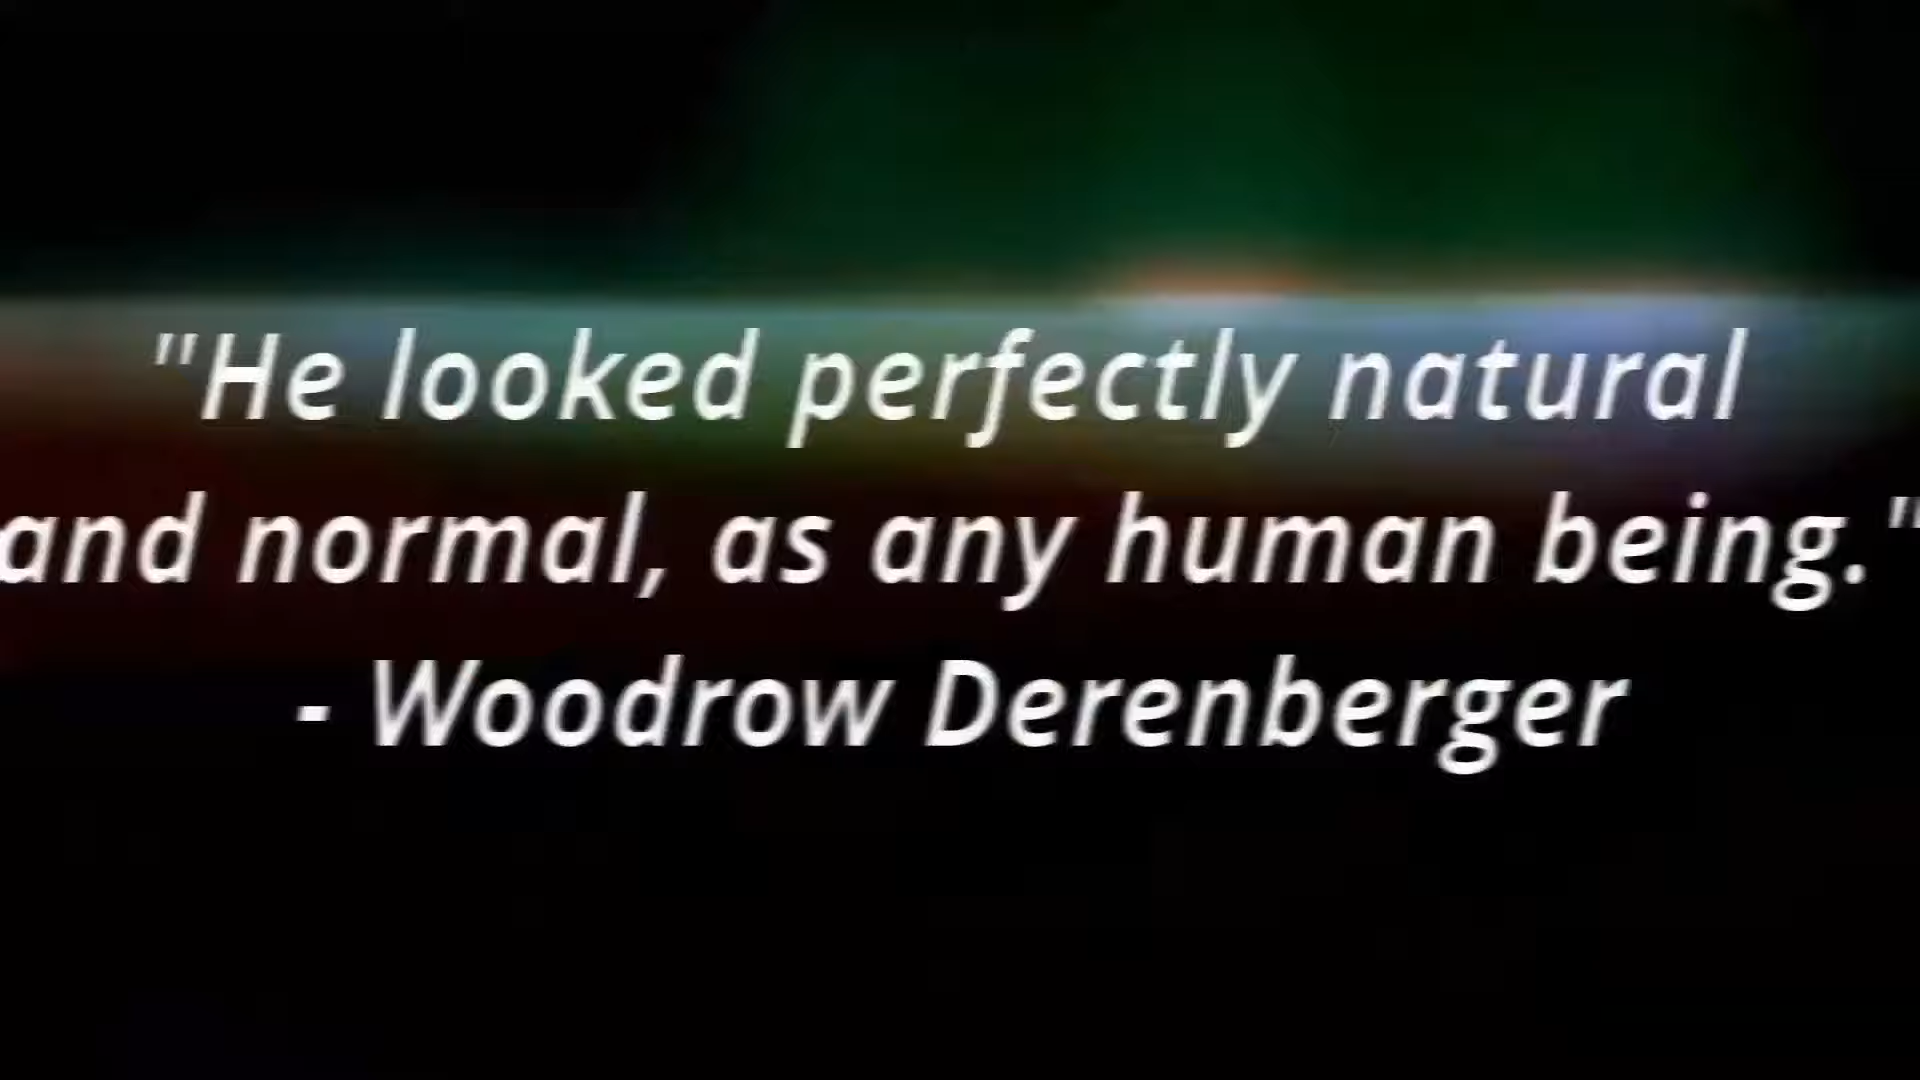 "He looked perfectly natural
and normal, as any human being."
- Woodrow Derenberger